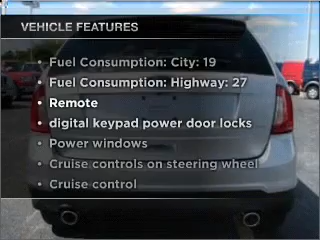 VEHICLE FEATURES
• Fuel Consumption: City: 19
• Fuel Consumption: Highway: 27
• Remote
• digital keypad power door locks
• Power windows
• Cruise controls on steering wheel
• Cruise control